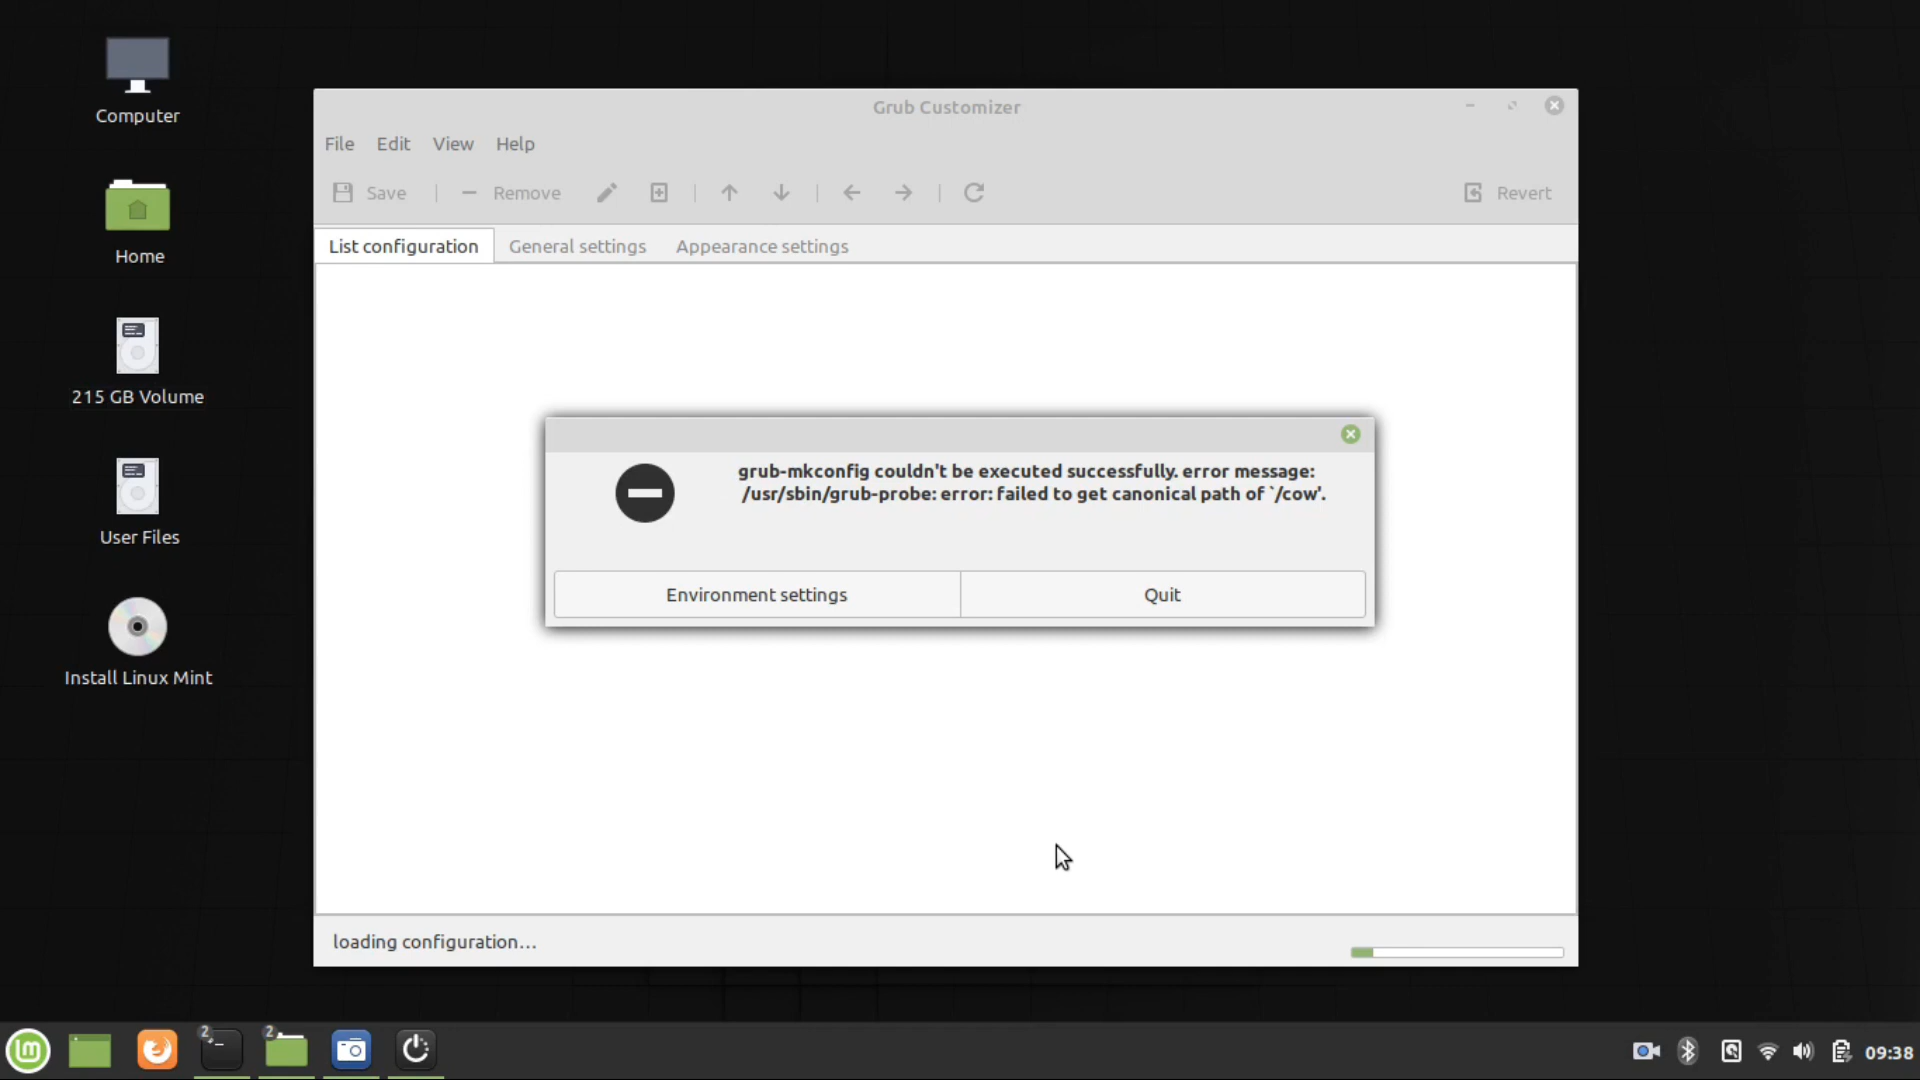 Computer
Home
215 GB Volume
User Files
Install Linux Mint
Grub Customizer
File Edit View Help
Save Remove Revert
List configuration General settings Appearance settings
grub-mkconfig couldn't be executed successfully. error message:
/usr/sbin/grub-probe: error: failed to get canonical path of `/cow'.
Environment settings Quit
loading configuration...
2 2
09:38